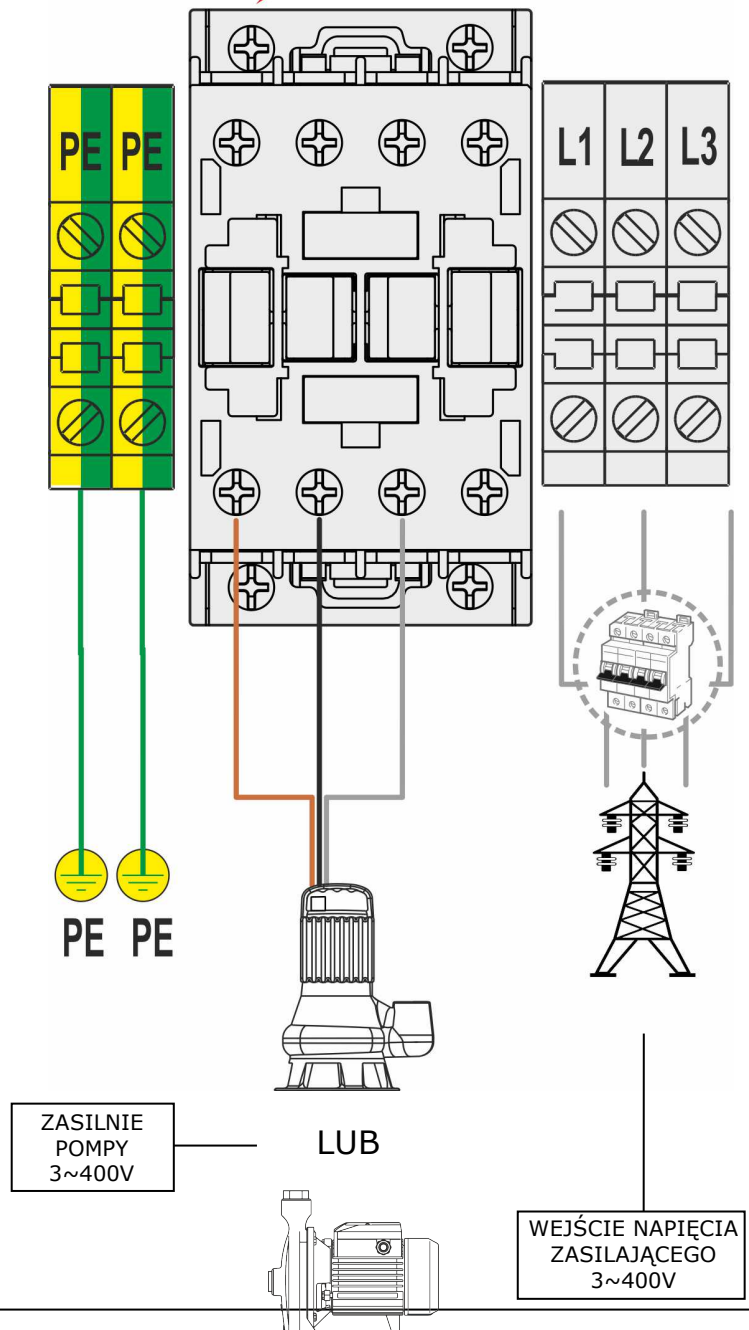 PE PE
L1 L2 L3
PE PE
ZASILNIE
POMPY
3~400V
LUB
WEJŚCIE NAPIĘCIA
ZASILAJĄCEGO
3~400V